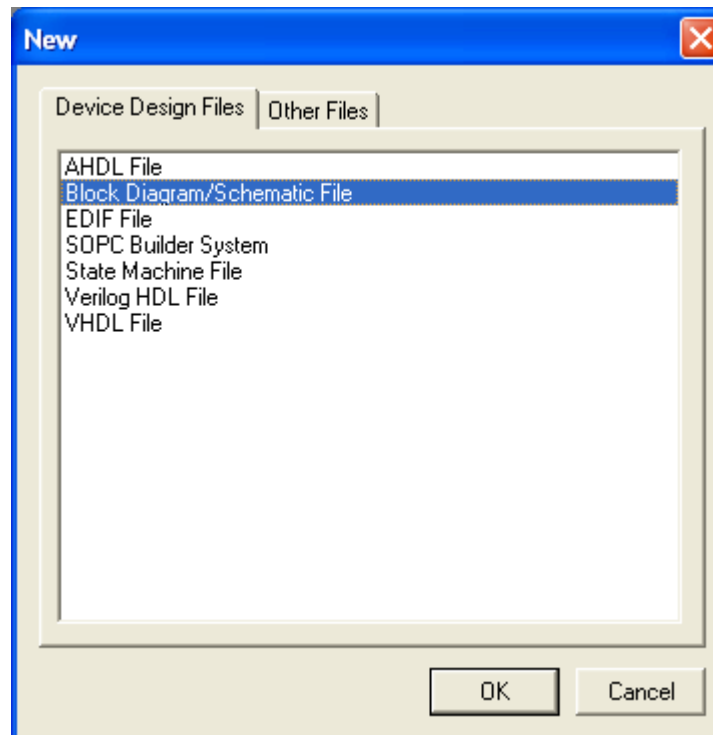 New
Device Design Files Other Files
AHDL File
Block Diagram/Schematic File
EDIF File
SOPC Builder System
State Machine File
Verilog HDL File
VHDL File
OK Cancel